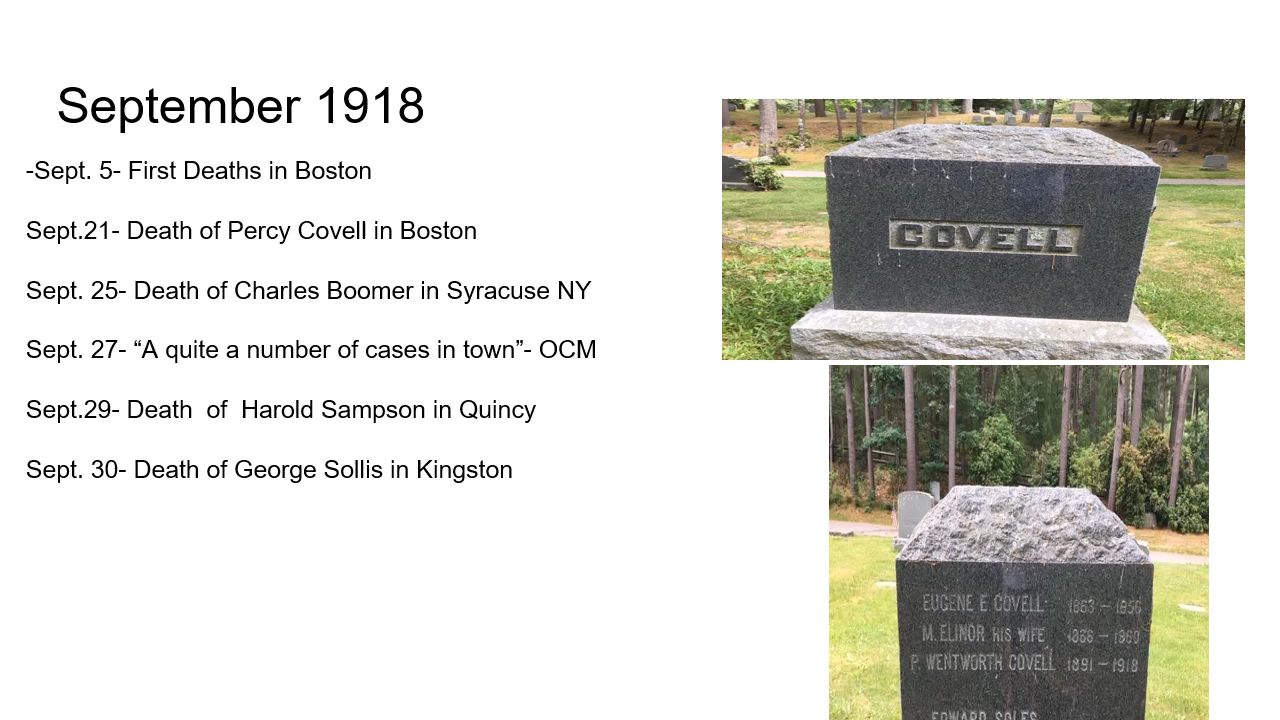 September 1918
-Sept. 5- First Deaths in Boston
Sept.21- Death of Percy Covell in Boston
Sept. 25- Death of Charles Boomer in Syracuse NY
Sept. 27- “A quite a number of cases in town”- OCM
Sept.29- Death  of  Harold Sampson in Quincy
Sept. 30- Death of George Sollis in Kingston
COVELL
EUGENE E COVELL 1863 – 1956
M. ELINOR HIS WIFE 1866 – 1960
P. WENTWORTH COVELL 1891 – 1918
EDWARD SOLES